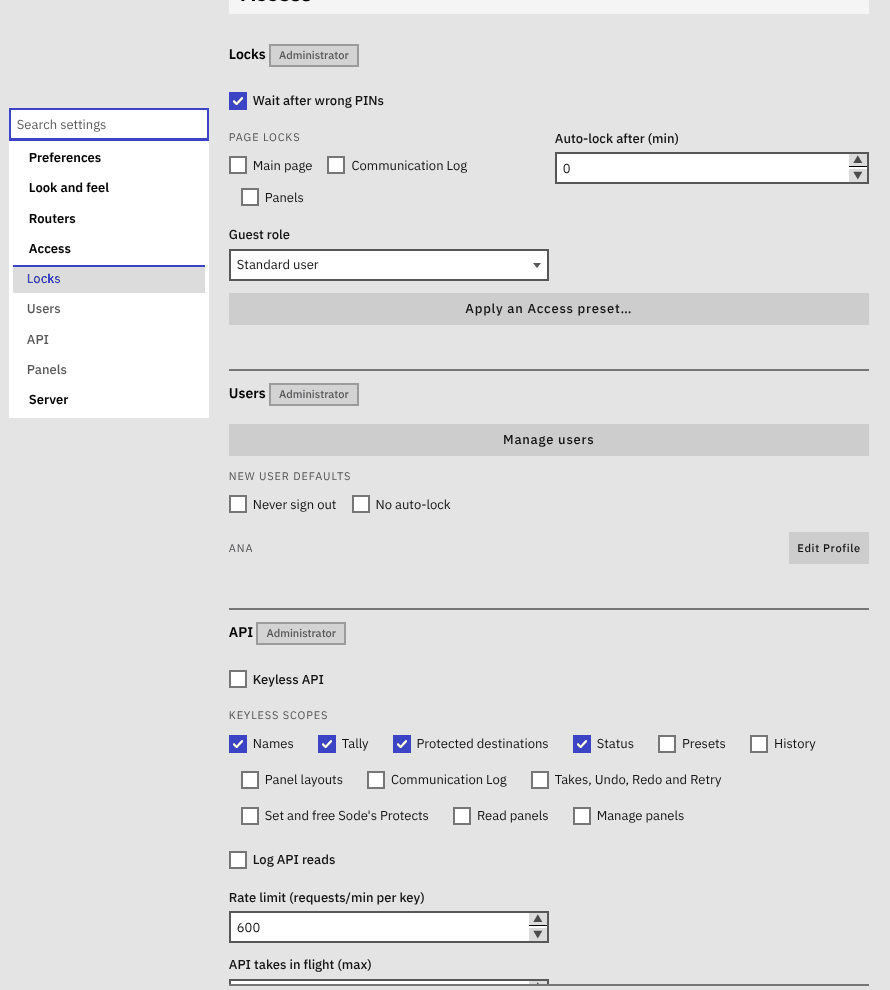 Access
Locks Administrator
Wait after wrong PINs
Search settings
Preferences
Look and feel
Routers
Access
Locks
Users
API
Panels
Server
PAGE LOCKS
Main page Communication Log
Panels
Auto-lock after (min)
0
Guest role
Standard user
Apply an Access preset...
Users Administrator
Manage users
NEW USER DEFAULTS
Never sign out No auto-lock
ANA Edit Profile
API Administrator
Keyless API
KEYLESS SCOPES
Names Tally Protected destinations Status Presets History
Panel layouts Communication Log Takes, Undo, Redo and Retry
Set and free Sode's Protects Read panels Manage panels
Log API reads
Rate limit (requests/min per key)
600
API takes in flight (max)